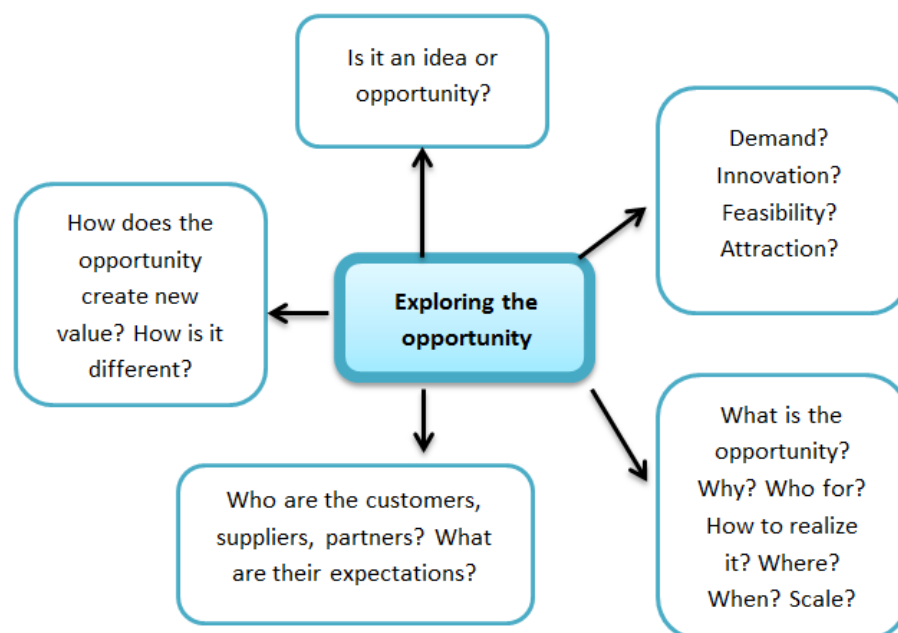 Is it an idea or
opportunity?
Demand?
Innovation?
Feasibility?
Attraction?
How does the
opportunity
create new
value? How is it
different?
Exploring the
opportunity
What is the
opportunity?
Why? Who for?
How to realize
it? Where?
When? Scale?
Who are the customers,
suppliers, partners? What
are their expectations?